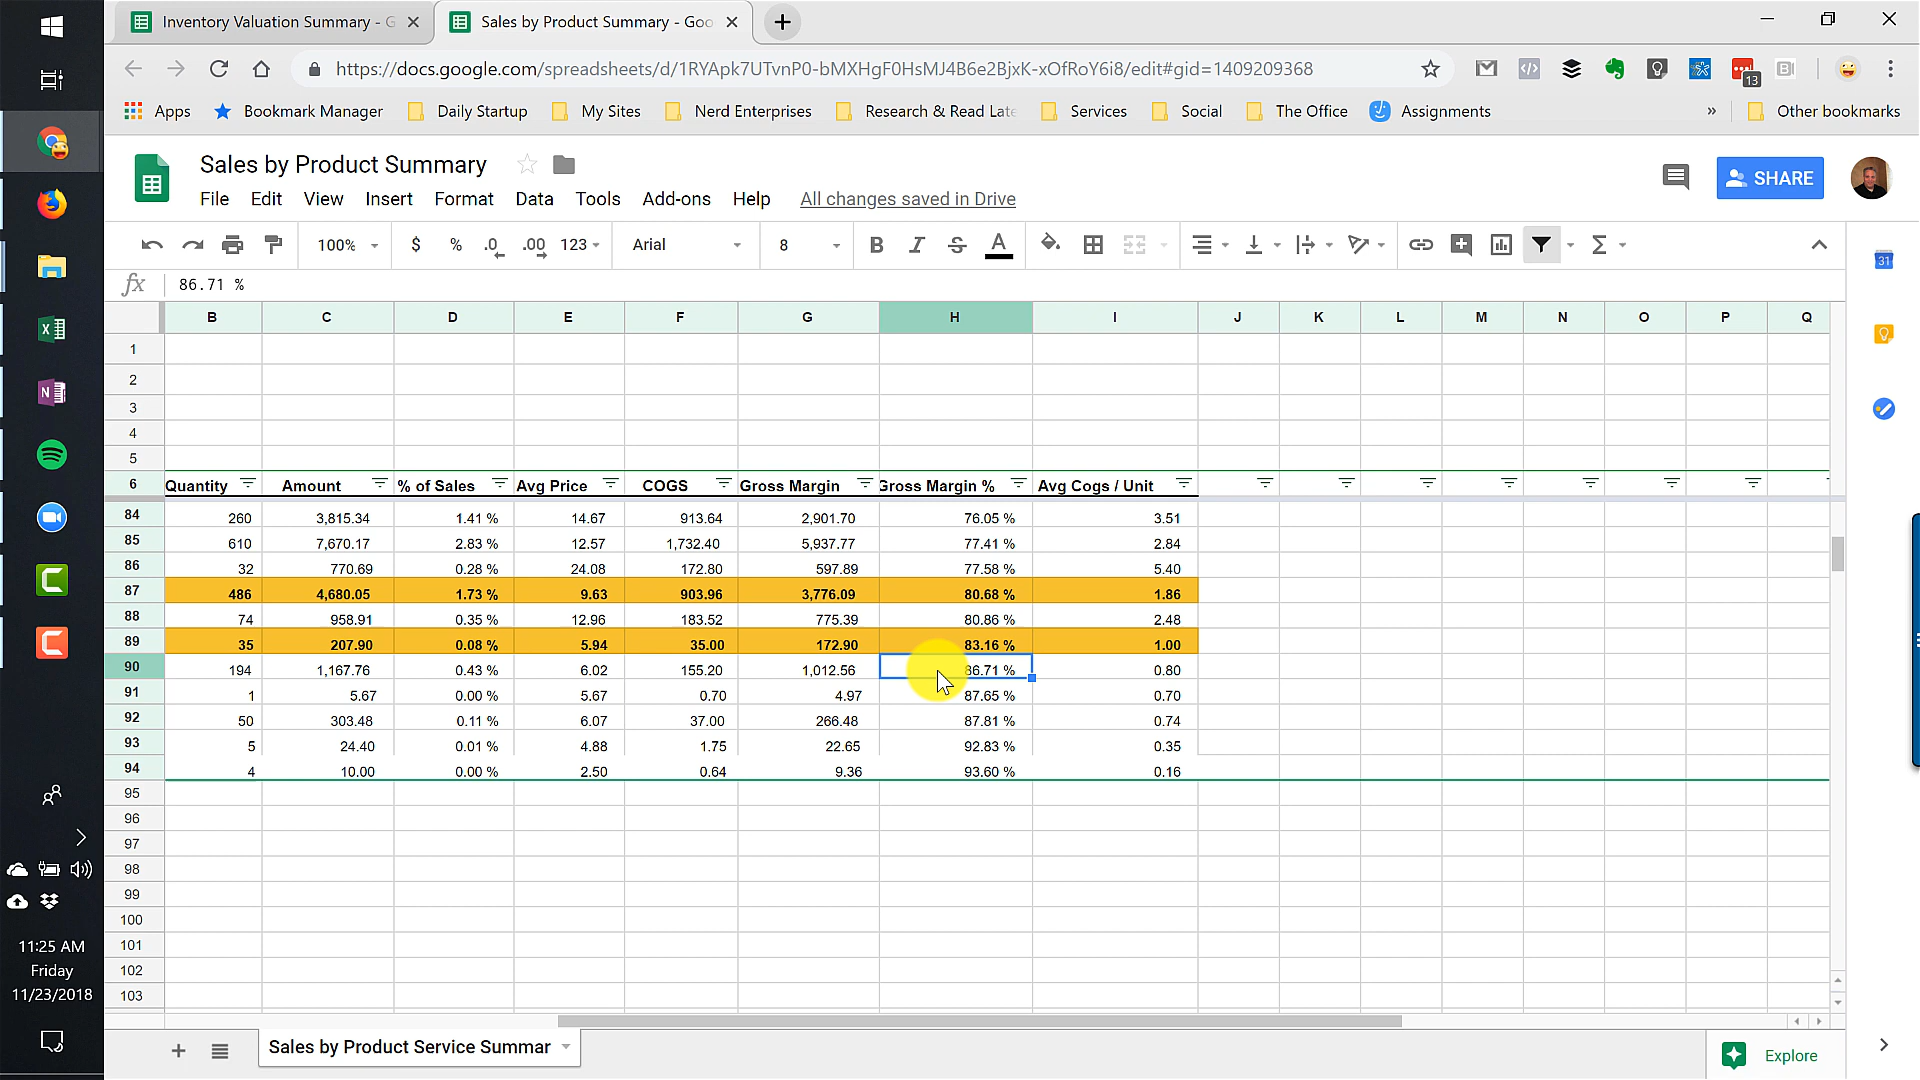 Inventory Valuation Summary - G
Sales by Product Summary - Goo
https://docs.google.com/spreadsheets/d/1RYApk7UTvnP0-bMXHgF0HsMJ4B6e2BjxK-xOfRoY6i8/edit#gid=1409209368
13
Apps Bookmark Manager Daily Startup My Sites Nerd Enterprises Research & Read Late Services Social The Office Assignments » Other bookmarks
Sales by Product Summary
SHARE
File Edit View Insert Format Data Tools Add-ons Help All changes saved in Drive
100% $ % .0 .00 123 Arial 8 B I S A Σ
31
fx 86.71 %
B C D E F G H I J K L M N O P Q
1
2
3
4
5
6 Quantity Amount % of Sales Avg Price COGS Gross Margin Gross Margin % Avg Cogs / Unit
84 260 3,815.34 1.41 % 14.67 913.64 2,901.70 76.05 % 3.51
85 610 7,670.17 2.83 % 12.57 1,732.40 5,937.77 77.41 % 2.84
86 32 770.69 0.28 % 24.08 172.80 597.89 77.58 % 5.40
87 486 4,680.05 1.73 % 9.63 903.96 3,776.09 80.68 % 1.86
88 74 958.91 0.35 % 12.96 183.52 775.39 80.86 % 2.48
89 35 207.90 0.08 % 5.94 35.00 172.90 83.16 % 1.00
90 194 1,167.76 0.43 % 6.02 155.20 1,012.56 86.71 % 0.80
91 1 5.67 0.00 % 5.67 0.70 4.97 87.65 % 0.70
92 50 303.48 0.11 % 6.07 37.00 266.48 87.81 % 0.74
93 5 24.40 0.01 % 4.88 1.75 22.65 92.83 % 0.35
94 4 10.00 0.00 % 2.50 0.64 9.36 93.60 % 0.16
95
96
97
98
99
100
101
102
103
Sales by Product Service Summar
Explore
11:25 AM
Friday
11/23/2018